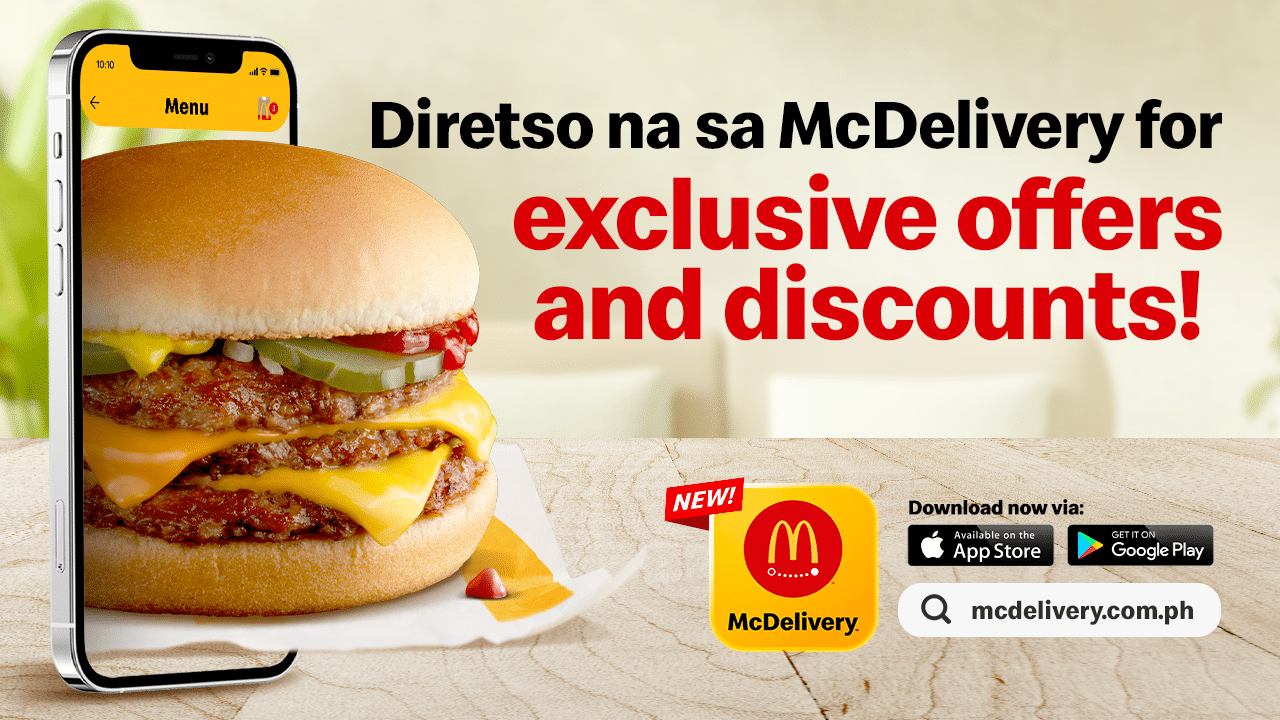 10:10
Menu
Diretso na sa McDelivery for
exclusive offers
and discounts!
NEW!
McDelivery™
Download now via:
Available on the
App Store
GET IT ON
Google Play
mcdelivery.com.ph